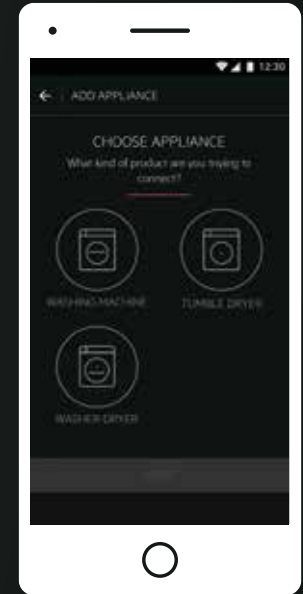 12:30
ADD APPLIANCE
CHOOSE APPLIANCE
What kind of product are you trying to
connect?
WASHING MACHINE
TUMBLE DRYER
WASHER DRYER